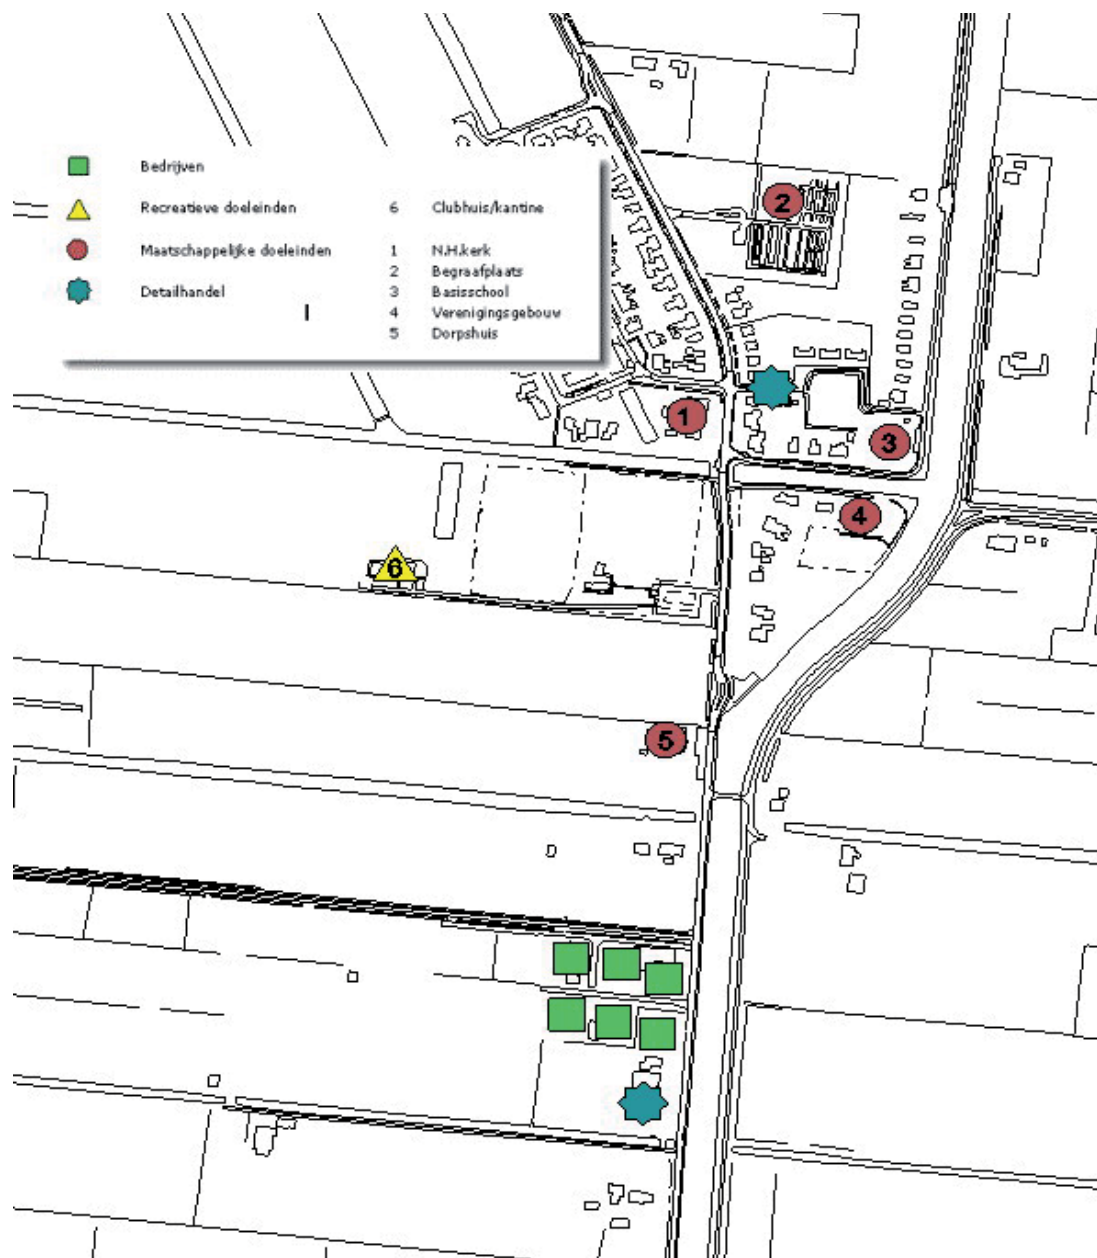 Bedrijven
Recreatieve doeleinden 6 Clubhuis/kantine
Maatschappelijke doeleinden 1 N.H.kerk
2 Begraafplaats
Detailhandel 3 Basisschool
4 Verenigingsgebouw
5 Dorpshuis
2
1
3
4
6
5